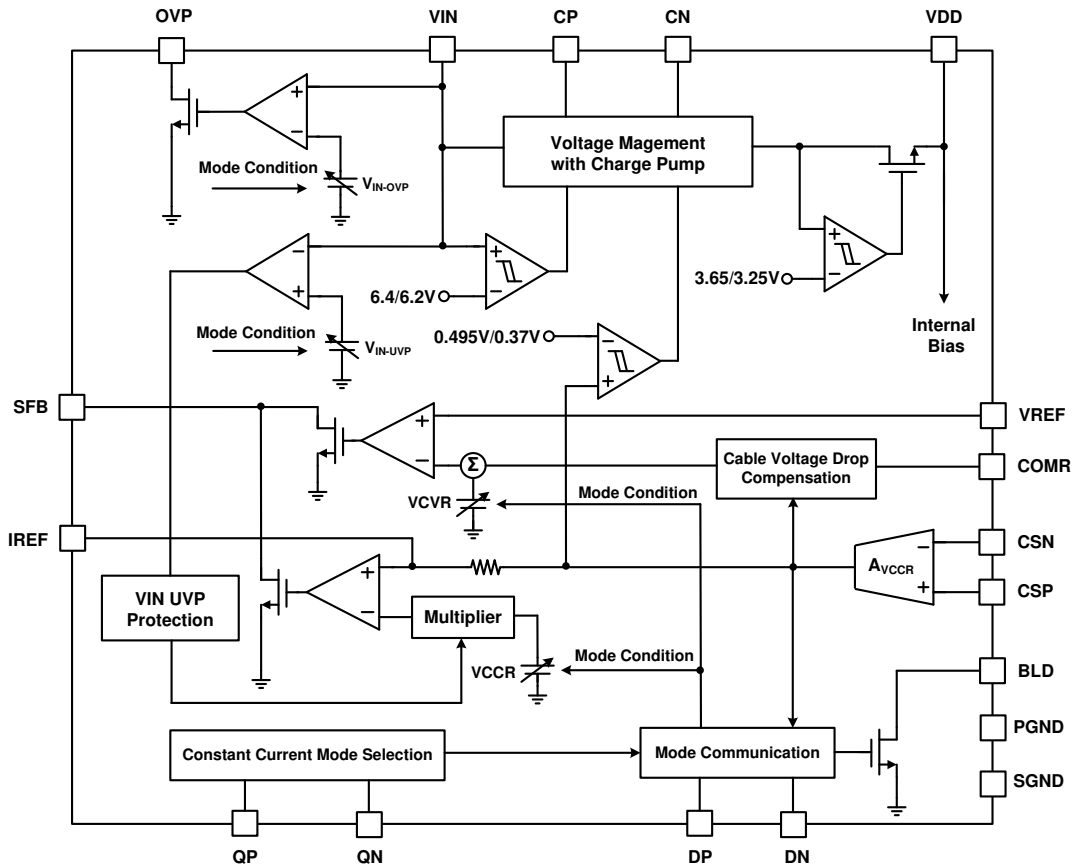 OVP
VIN
CP
CN
VDD
+
−
Voltage Magement
with Charge Pump
Mode Condition
VIN-OVP
+
−
−
+
+
−
3.65/3.25V
6.4/6.2V
Mode Condition
VIN-UVP
0.495V/0.37V
−
+
Internal
Bias
SFB
VREF
+
−
Σ
Cable Voltage Drop
Compensation
COMR
VCVR
Mode Condition
IREF
CSN
−
AVCCR
+
CSP
+
−
VIN UVP
Protection
Multiplier
VCCR
Mode Condition
BLD
PGND
Constant Current Mode Selection
Mode Communication
SGND
QP
QN
DP
DN